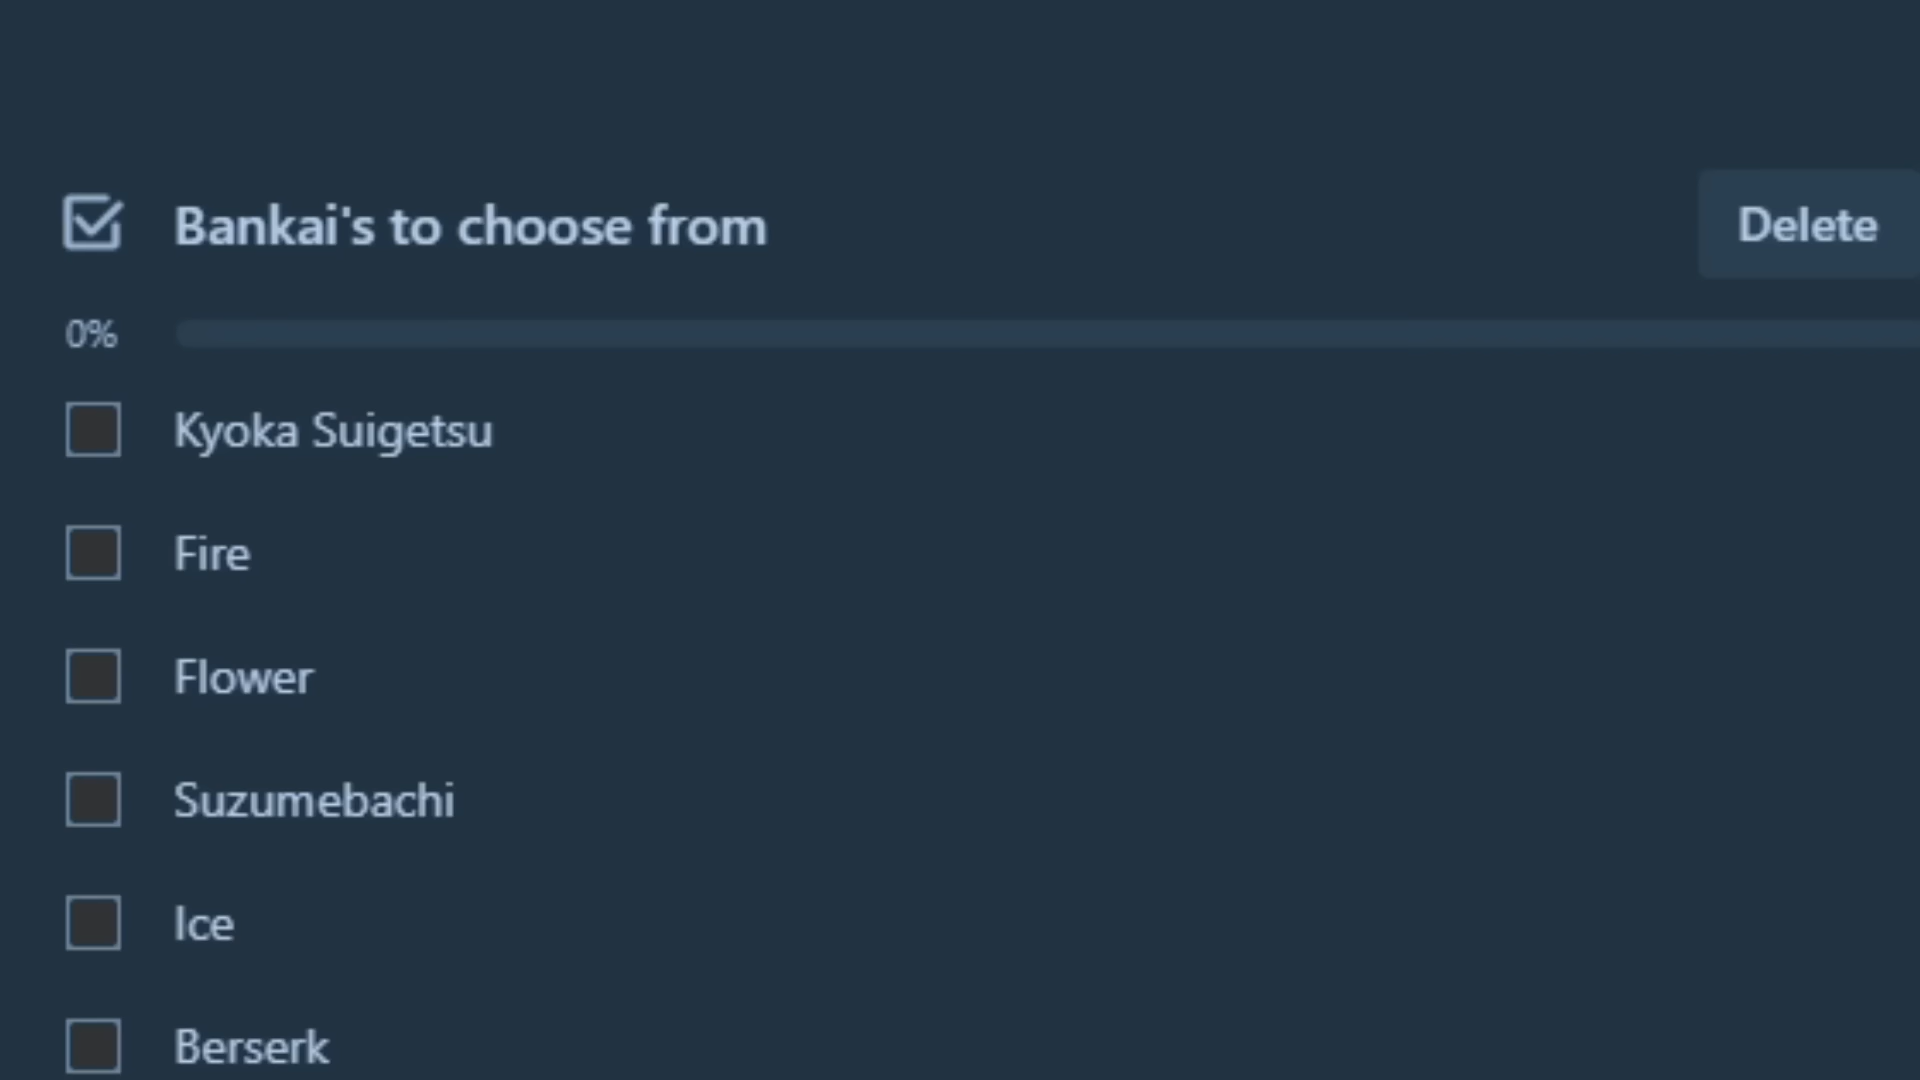 Bankai's to choose from
Delete
0%
Kyoka Suigetsu
Fire
Flower
Suzumebachi
Ice
Berserk